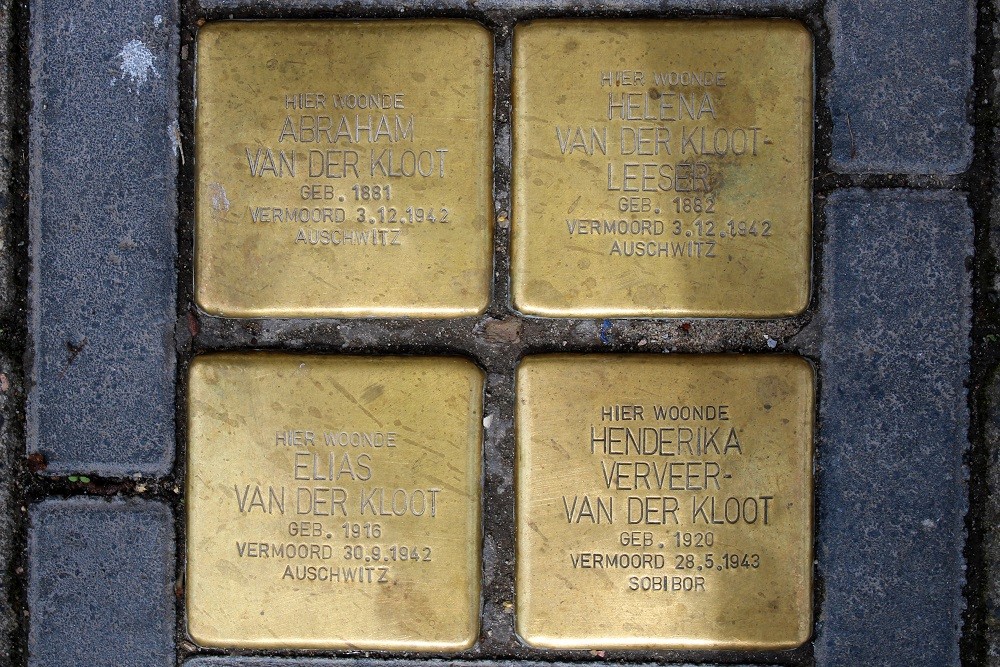 HIER WOONDE
ABRAHAM
VAN DER KLOOT
GEB. 1881
VERMOORD 3.12.1942
AUSCHWITZ
HIER WOONDE
HELENA
VAN DER KLOOT-
LEESER
GEB. 1882
VERMOORD 3.12.1942
AUSCHWITZ
HIER WOONDE
ELIAS
VAN DER KLOOT
GEB. 1916
VERMOORD 30.9.1942
AUSCHWITZ
HIER WOONDE
HENDERIKA
VERVEER-
VAN DER KLOOT
GEB. 1920
VERMOORD 28.5.1943
SOBIBOR